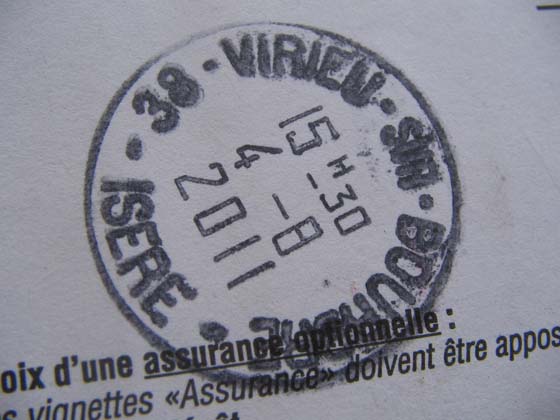 38 - VIRIEU - SUR - BOURBRE - ISERE
15 H 30
4 - - 8
2011
oix d'une assurance optionnelle :
s vignettes «Assurance» doivent être appos